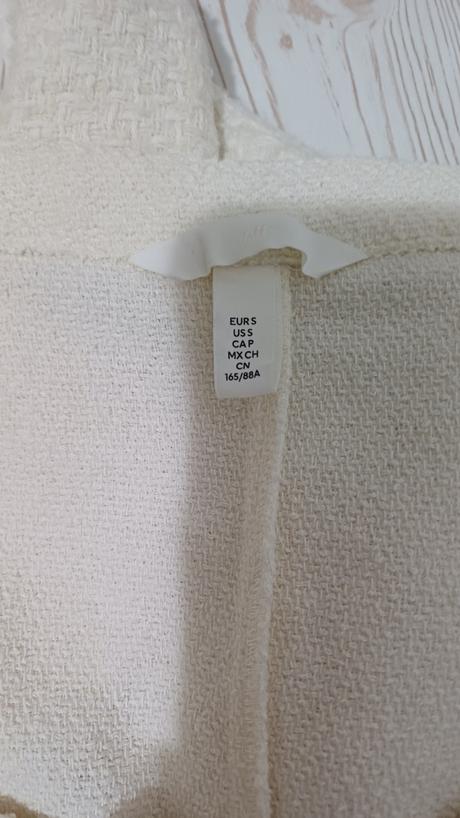 EUR S
US S
CA P
MX CH
CN
165/88A